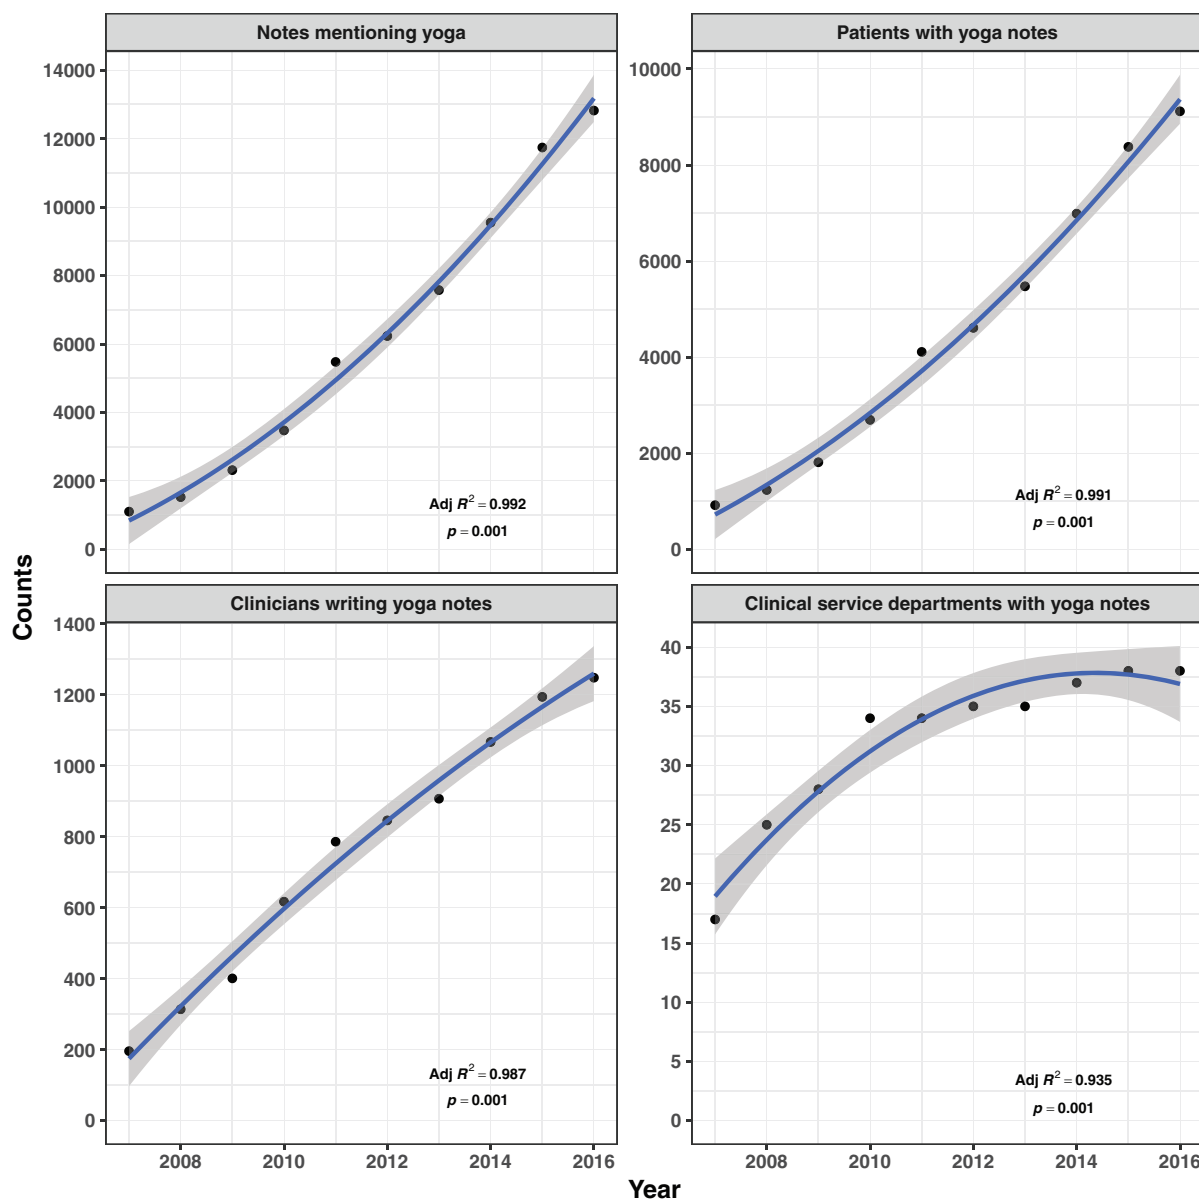 Notes mentioning yoga
14000
12000
10000
8000
6000
4000
2000
0
Adj R² = 0.992
p = 0.001
Patients with yoga notes
10000
8000
6000
4000
2000
0
Adj R² = 0.991
p = 0.001
Counts
Clinicians writing yoga notes
1400
1200
1000
800
600
400
200
0
Adj R² = 0.987
p = 0.001
2008 2010 2012 2014 2016
Clinical service departments with yoga notes
40
35
30
25
20
15
10
5
0
Adj R² = 0.935
p = 0.001
2008 2010 2012 2014 2016
Year